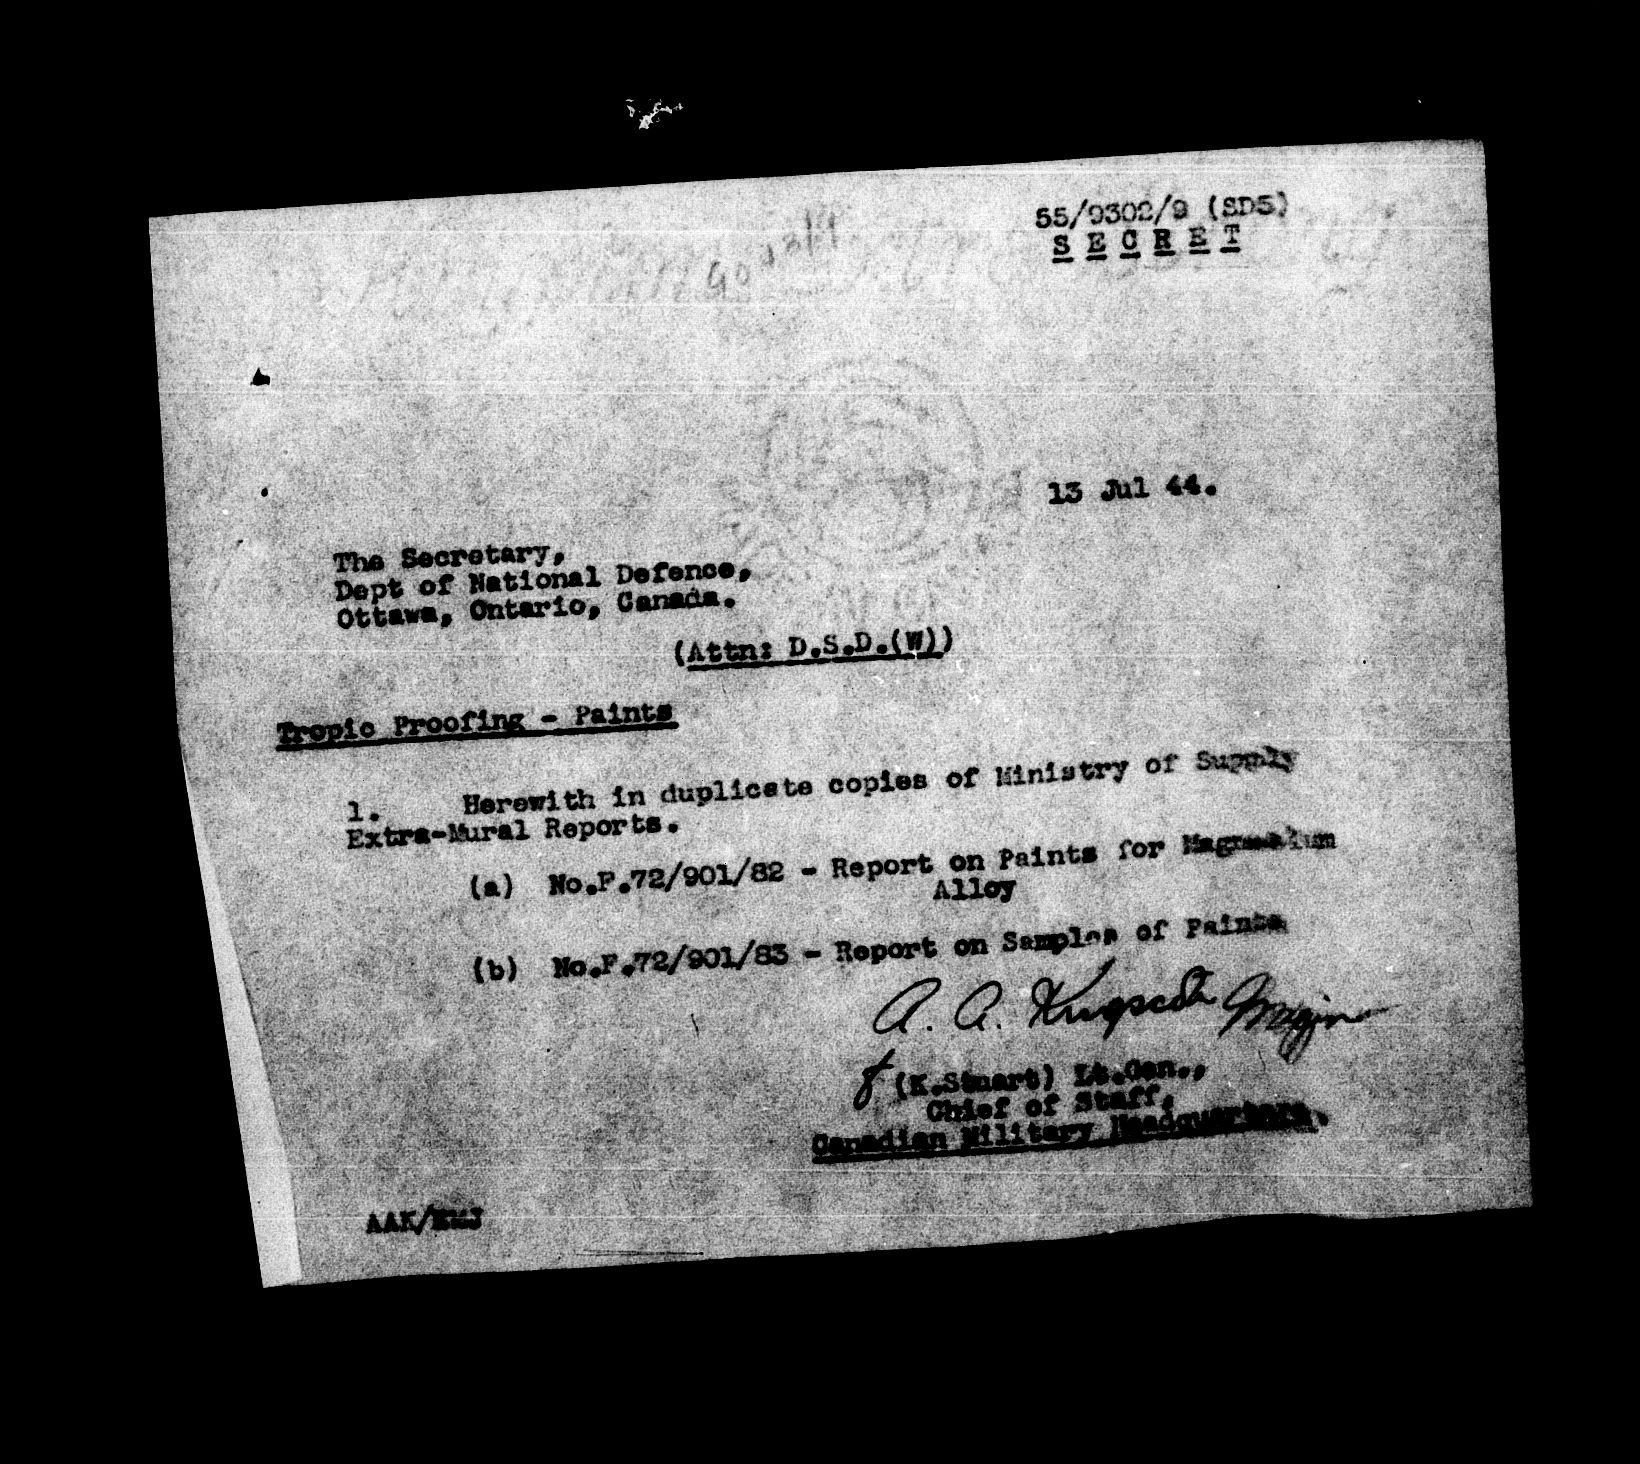 55/9302/9 (SD5)
S E C R E T
13 Jul 44.
The Secretary,
Dept of National Defence,
Ottawa, Ontario, Canada.
(Attn: D.S.D.(W))
Tropic Proofing - Paints
1. Herewith in duplicate copies of Ministry of Supply
Extra-Mural Reports.
(a) No.F.72/901/82 - Report on Paints for Magnesium
Alloy
(b) No.F.72/901/83 - Report on Samples of Paints
A. A.
(K.Stuart) Lt.Gen.,
Chief of Staff,
Canadian Military Headquarters.